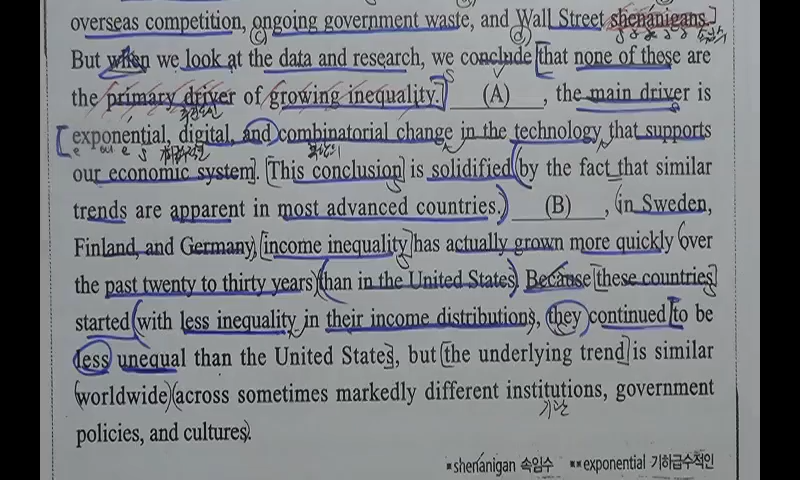 overseas competition, ongoing government waste, and Wall Street shenanigans.
(c) (d)
But when we look at the data and research, we conclude that none of these are
the primary driver of growing inequality. (A) , the main driver is
exponential, digital, and combinatorial change in the technology that supports
our economic system. This conclusion is solidified by the fact that similar
trends are apparent in most advanced countries. (B) , in Sweden,
Finland, and Germany, income inequality has actually grown more quickly over
the past twenty to thirty years than in the United States. Because these countries
started with less inequality in their income distributions, they continued to be
less unequal than the United States, but the underlying trend is similar
worldwide across sometimes markedly different institutions, government
기관
policies, and cultures.
*shenanigan 속임수 **exponential 기하급수적인